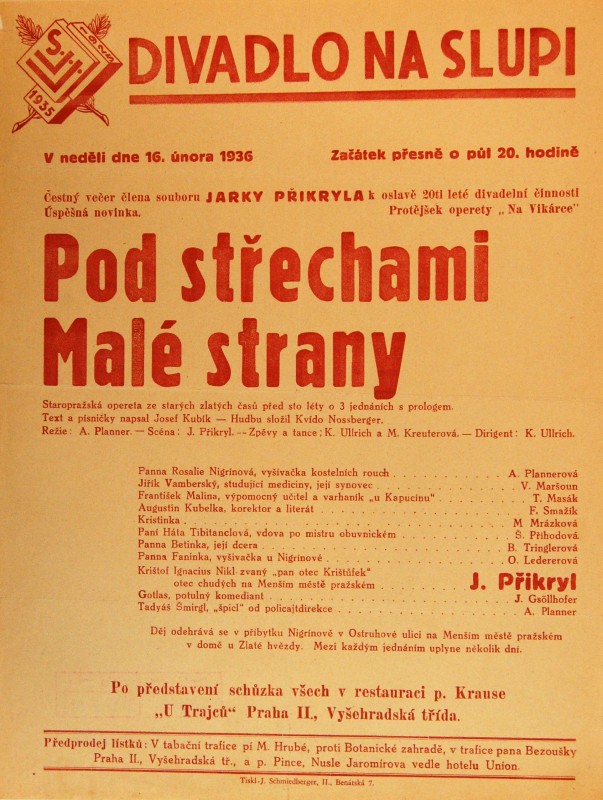 S.j.j. 1925
1935
DIVADLO NA SLUPI
V neděli dne 16. února 1936 Začátek přesně o půl 20. hodině
Čestný večer člena souboru JARKY PŘIKRYLA k oslavě 20ti leté divadelní činnosti
Úspěšná novinka. Protějšek operety „Na Vikárce"
Pod střechami
Malé strany
Staropražská opereta ze starých zlatých časů před sto léty o 3 jednáních s prologem.
Text a písničky napsal Josef Kubík — Hudbu složil Kvído Nossberger.
Režie: A. Planner. — Scéna: J. Přikryl. -- Zpěvy a tance: K. Ullrich a M. Kreuterová. — Dirigent: K. Ullrich.
Panna Rosalie Nigrinová, vyšívačka kostelních rouch . . . . . . . . . . A. Plannerová
Jiřík Vamberský, studující mediciny, její synovec . . . . . . . . . . V. Maršoun
František Malina, výpomocný učitel a varhaník „u Kapucínu" . . . . . . . . . . T. Masák
Augustin Kubelka, korektor a literát . . . . . . . . . . F. Smažík
Kristinka . . . . . . . . . . M Mrázková
Paní Háta Tibitanclová, vdova po mistru obuvnickém . . . . . . . . . . S. Příhodová.
Panna Betinka, její dcera . . . . . . . . . . B. Tringlerová
Panna Faninka, vyšívačka u Nigrinové . . . . . . . . . . O. Ledererová
Krištof Ignacius Nikl zvaný „pan otec Krištůfek"
otec chudých na Menším městě pražském . . . . . . . . . . J. Přikryl
Gotlas, potulný komediant . . . . . . . . . . J. Gsöllhofer
Tadyáš Šmirgl, „špicl" od policajtdirekce . . . . . . . . . . A. Planner
Děj odehrává se v příbytku Nigrinové v Ostruhové ulici na Menším městě pražském
v domě u Zlaté hvězdy. Mezi každým jednáním uplyne několik dní.
Po představení schůzka všech v restauraci p. Krause
„U Trajců" Praha II., Vyšehradská třída.
Předprodej lístků: V tabační trafice pí M. Hrubé, proti Botanické zahradě, v trafice pana Bezoušky
Praha II., Vyšehradská tř., a p. Pince, Nusle Jaromírova vedle hotelu Union.
Tiskl-J. Schmiedberger, II., Benátská 7.